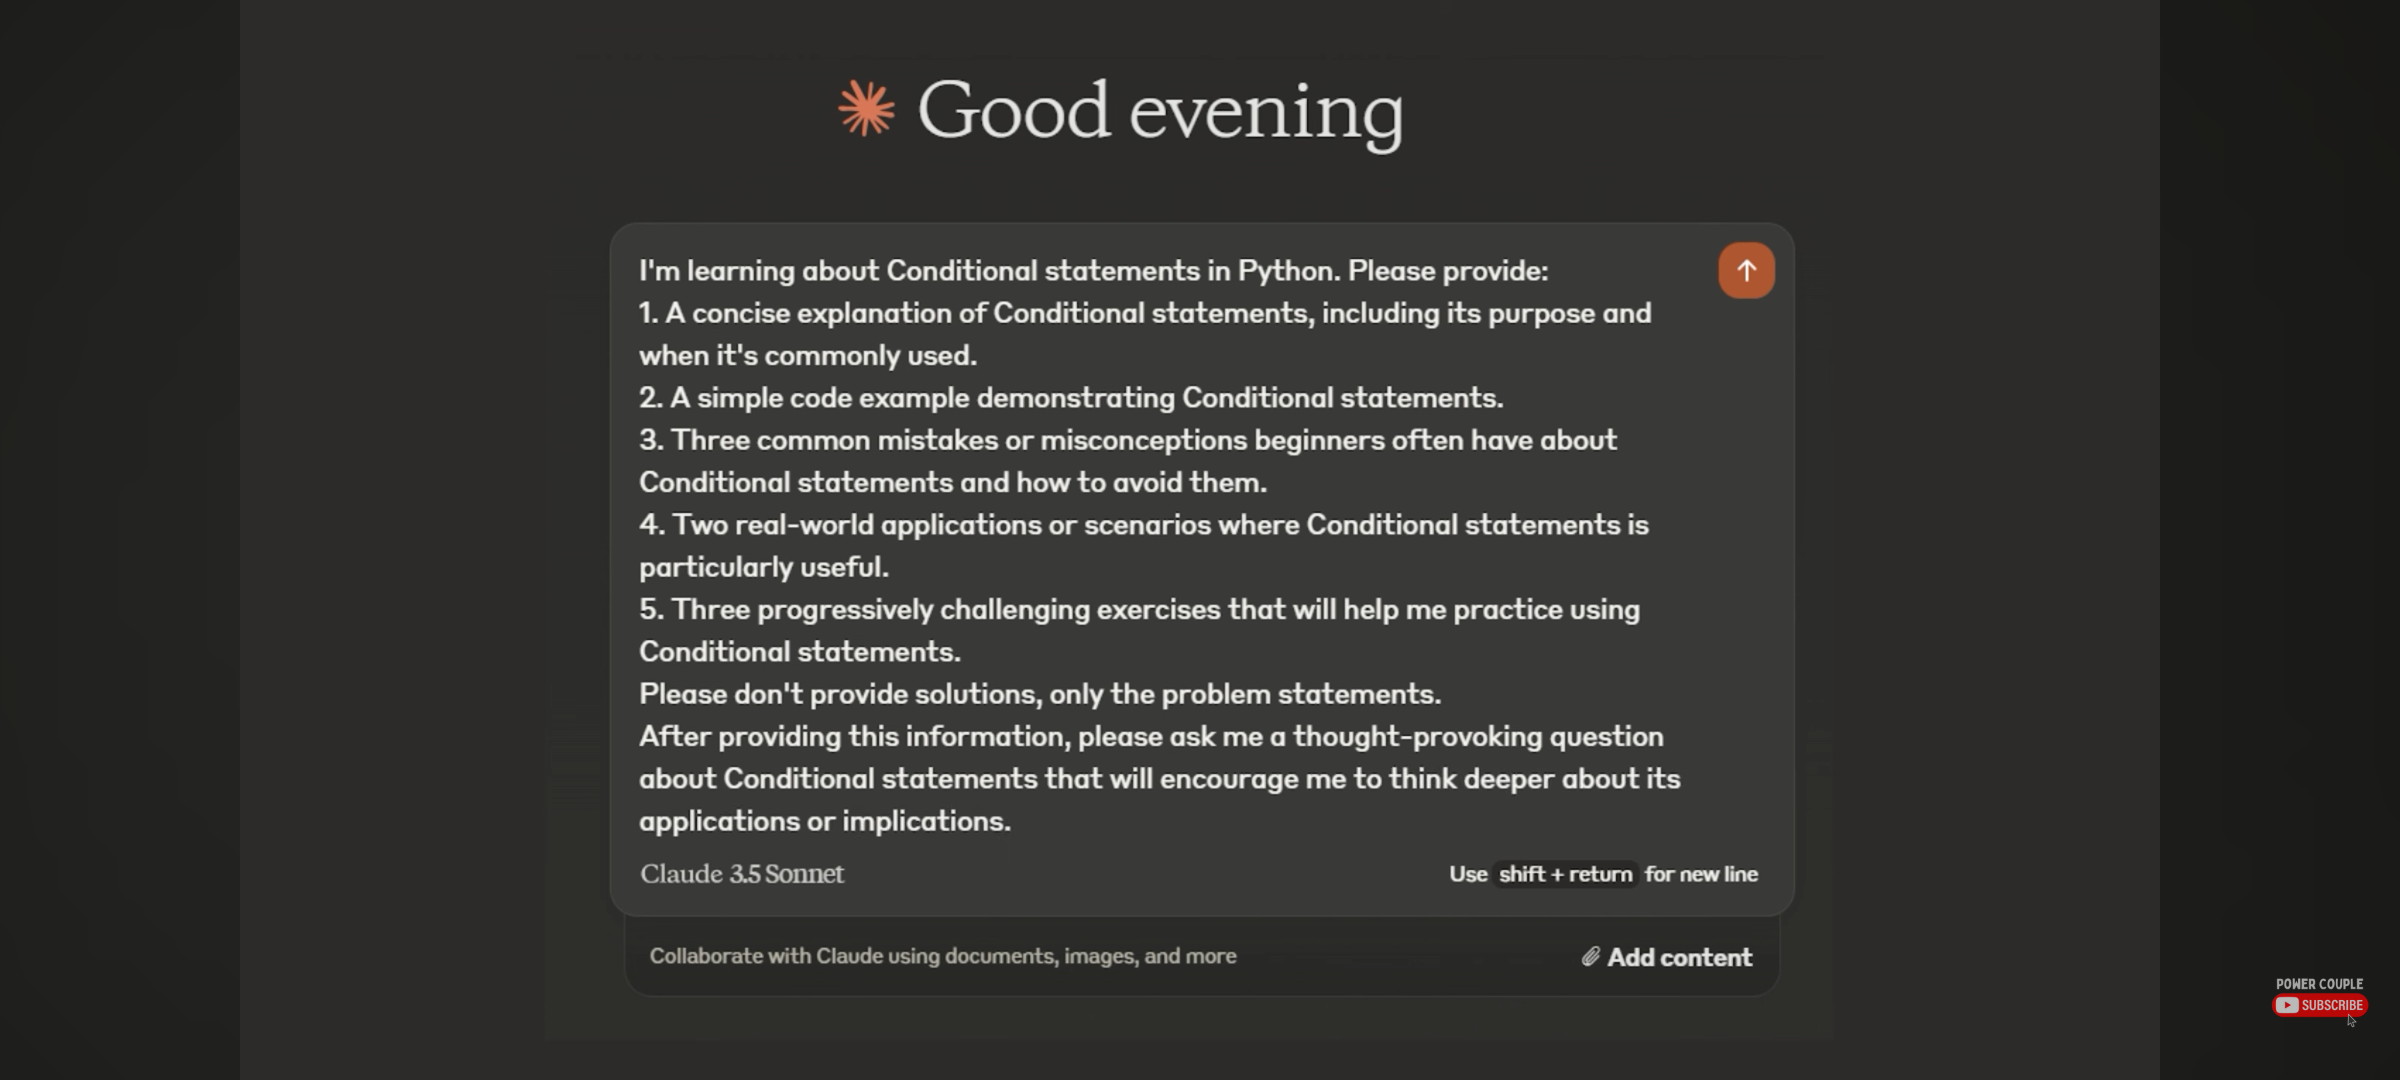 Good evening
I'm learning about Conditional statements in Python. Please provide:
1. A concise explanation of Conditional statements, including its purpose and
when it's commonly used.
2. A simple code example demonstrating Conditional statements.
3. Three common mistakes or misconceptions beginners often have about
Conditional statements and how to avoid them.
4. Two real-world applications or scenarios where Conditional statements is
particularly useful.
5. Three progressively challenging exercises that will help me practice using
Conditional statements.
Please don't provide solutions, only the problem statements.
After providing this information, please ask me a thought-provoking question
about Conditional statements that will encourage me to think deeper about its
applications or implications.
Claude 3.5 Sonnet
Use shift + return for new line
Collaborate with Claude using documents, images, and more
Add content
POWER COUPLE
SUBSCRIBE